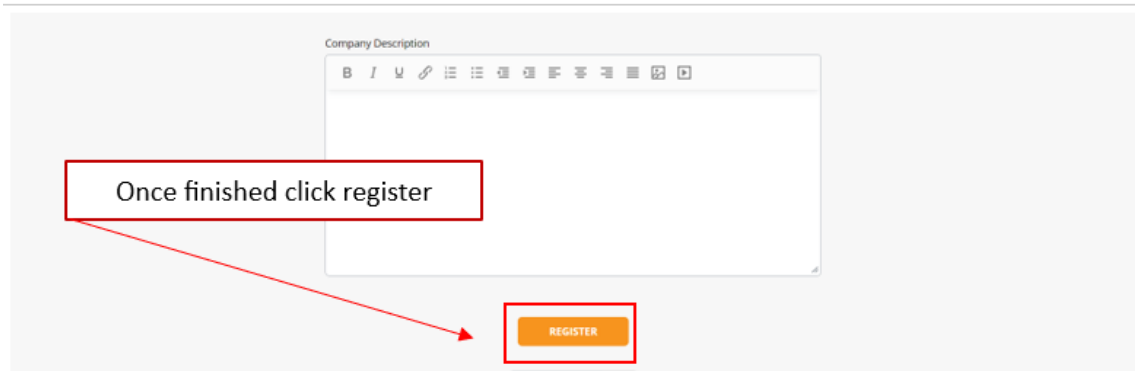 Company Description
B I U
Once finished click register
REGISTER